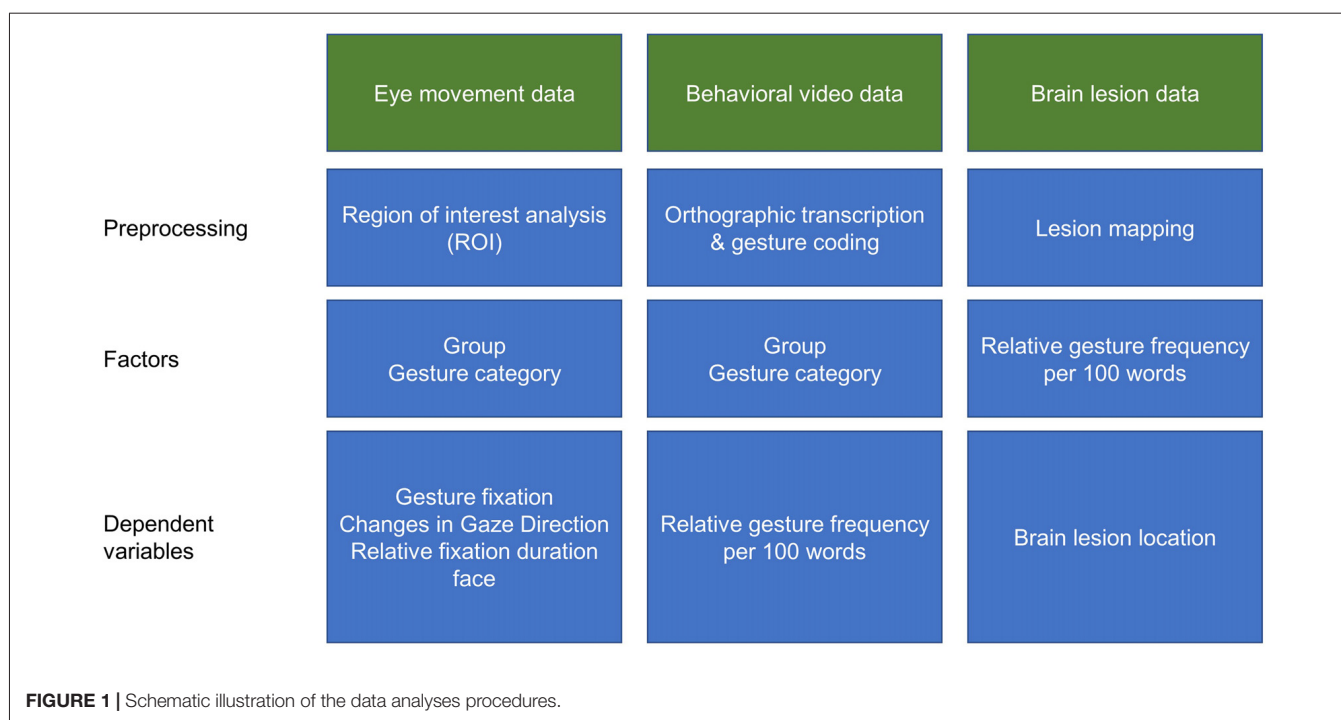 Eye movement data
Behavioral video data
Brain lesion data
Preprocessing
Region of interest analysis
(ROI)
Orthographic transcription
& gesture coding
Lesion mapping
Factors
Group
Gesture category
Group
Gesture category
Relative gesture frequency
per 100 words
Dependent
variables
Gesture fixation
Changes in Gaze Direction
Relative fixation duration
face
Relative gesture frequency
per 100 words
Brain lesion location
FIGURE 1 | Schematic illustration of the data analyses procedures.